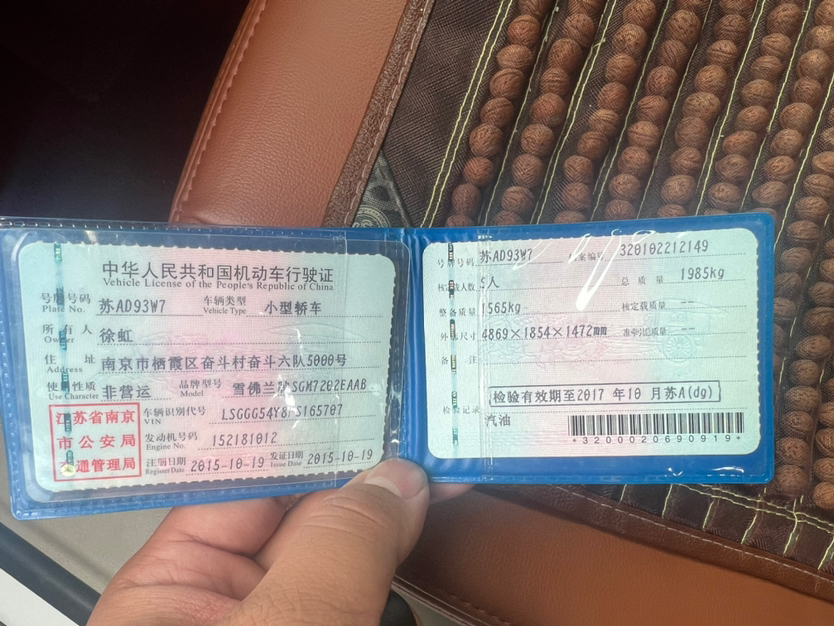 中华人民共和国机动车行驶证
Vehicle License of the People's Republic of China
号牌号码 苏AD93W7 车辆类型 小型轿车
Plate No. Vehicle Type
所有人 徐虹
Owner
住址 南京市栖霞区奋斗村奋斗六队5000号
Address
使用性质 非营运 品牌型号 雪佛兰牌SGM7202EAAB
Use Character Model
江苏省南京
市公安局
交通管理局
车辆识别代号
VIN
发动机号码 152181012
Engine No.
注册日期 2015-10-19 发证日期 2015-10-19
Register Date Issue Date
号牌号码 苏AD93W7 档案编号 320102212149
核定载人数 5人 总质量 1985kg
整备质量 1565kg 核定载质量 --
外廓尺寸 4869×1854×1472mm 准牵引总质量 --
备注
检验有效期至2017 年10 月苏A(dg)
检验记录
汽油
*3200020690919*